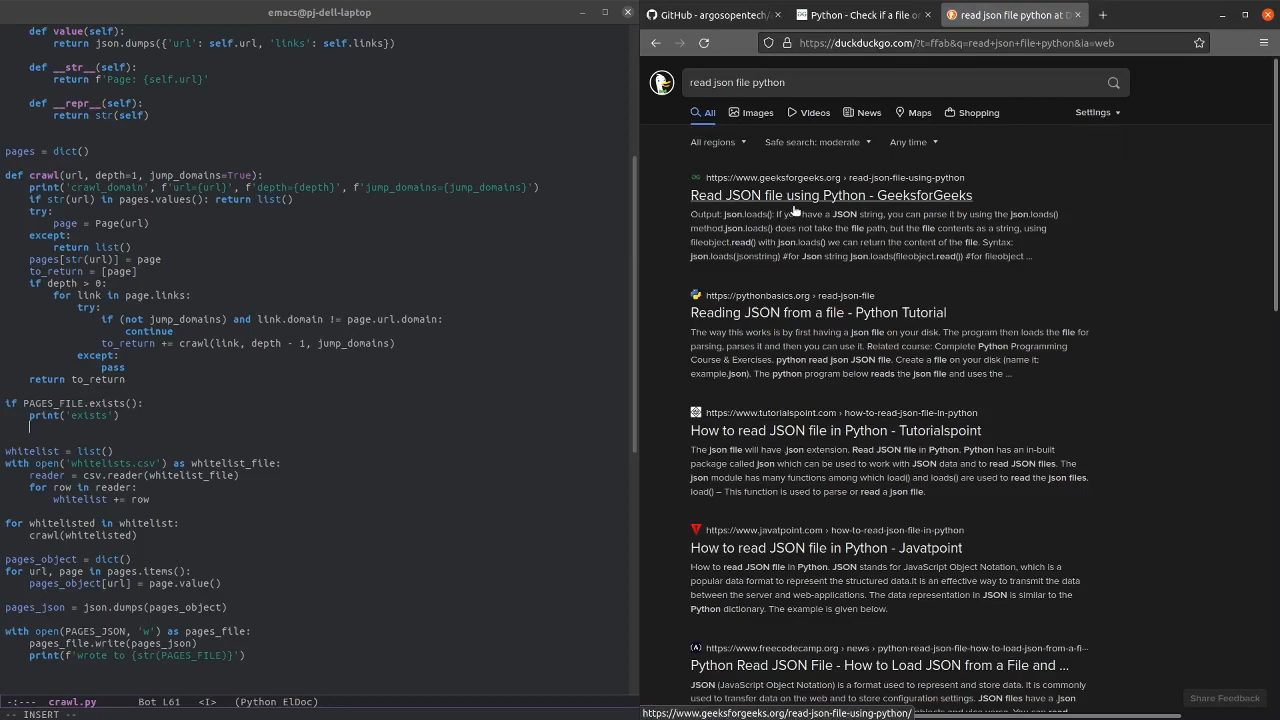 emacs@pj-dell-laptop
def value(self):
return json.dumps({'url': self.url, 'links': self.links})
def __str__(self):
return f'Page: {self.url}'
def __repr__(self):
return str(self)
pages = dict()
def crawl(url, depth=1, jump_domains=True):
print('crawl_domain', f'url={url}', f'depth={depth}', f'jump_domains={jump_domains}')
if str(url) in pages.values(): return list()
try:
page = Page(url)
except:
return list()
pages[str(url)] = page
to_return = [page]
if depth > 0:
for link in page.links:
try:
if (not jump_domains) and link.domain != page.url.domain:
continue
to_return += crawl(link, depth - 1, jump_domains)
except:
pass
return to_return
if PAGES_FILE.exists():
print('exists')
whitelist = list()
with open('whitelists.csv') as whitelist_file:
reader = csv.reader(whitelist_file)
for row in reader:
whitelist += row
for whitelisted in whitelist:
crawl(whitelisted)
pages_object = dict()
for url, page in pages.items():
pages_object[url] = page.value()
pages_json = json.dumps(pages_object)
with open(PAGES_JSON, 'w') as pages_file:
pages_file.write(pages_json)
print(f'wrote to {str(PAGES_FILE)}')
-:--- crawl.py Bot L61 <I> (Python ElDoc)
-- INSERT --
GitHub - argosopentech/
Python - Check if a file or
read json file python at D
https://duckduckgo.com/?t=ffab&q=read+json+file+python&ia=web
read json file python
All Images Videos News Maps Shopping Settings
All regions Safe search: moderate Any time
https://www.geeksforgeeks.org › read-json-file-using-python
Read JSON file using Python - GeeksforGeeks
Output: json.loads(): If you have a JSON string, you can parse it by using the json.loads()
method.json.loads() does not take the file path, but the file contents as a string, using
fileobject.read() with json.loads() we can return the content of the file. Syntax:
json.loads(jsonstring) #for Json string json.loads(fileobject.read()) #for fileobject ...
https://pythonbasics.org › read-json-file
Reading JSON from a file - Python Tutorial
The way this works is by first having a json file on your disk. The program then loads the file for
parsing, parses it and then you can use it. Related course: Complete Python Programming
Course & Exercises. python read json JSON file. Create a file on your disk (name it:
example.json). The python program below reads the json file and uses the ...
https://www.tutorialspoint.com › how-to-read-json-file-in-python
How to read JSON file in Python - Tutorialspoint
The json file will have .json extension. Read JSON file in Python. Python has an in-built
package called json which can be used to work with JSON data and to read JSON files. The
json module has many functions among which load() and loads() are used to read the json files.
load() – This function is used to parse or read a json file.
https://www.javatpoint.com › how-to-read-json-file-in-python
How to read JSON file in Python - Javatpoint
How to read JSON file in Python. JSON stands for JavaScript Object Notation, which is a
popular data format to represent the structured data.It is an effective way to transmit the data
between the server and web-applications. The data representation in JSON is similar to the
Python dictionary. The example is given below.
https://www.freecodecamp.org › news › python-read-json-file-how-to-load-json-from-a-fi···
Python Read JSON File - How to Load JSON from a File and ...
JSON (JavaScript Object Notation) is a format used to represent and store data. It is commonly
used to transfer data on the web and to store configuration settings. JSON files have a .json
Share Feedback
https://www.geeksforgeeks.org/read-json-file-using-python/